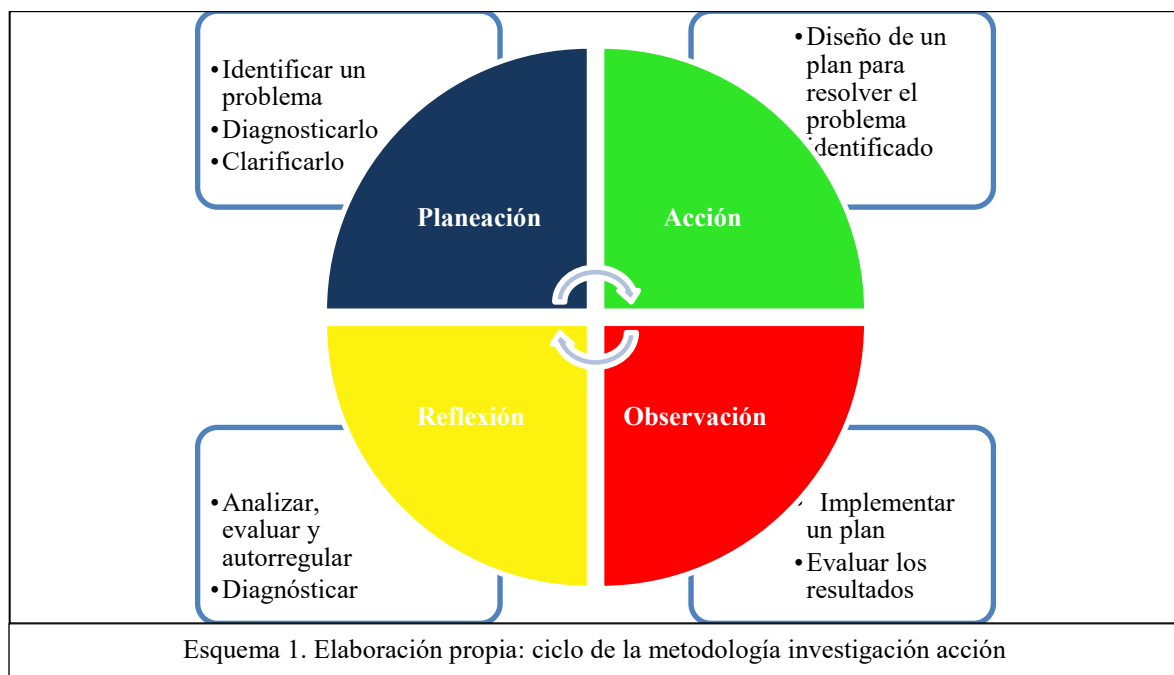 •Identificar un
problema
•Diagnosticarlo
•Clarificarlo
•Diseño de un
plan para
resolver el
problema
identificado
Planeación
Acción
Reflexión
Observación
•Analizar,
evaluar y
autorregular
•Diagnósticar
• Implementar
un plan
•Evaluar los
resultados
Esquema 1. Elaboración propia: ciclo de la metodología investigación acción